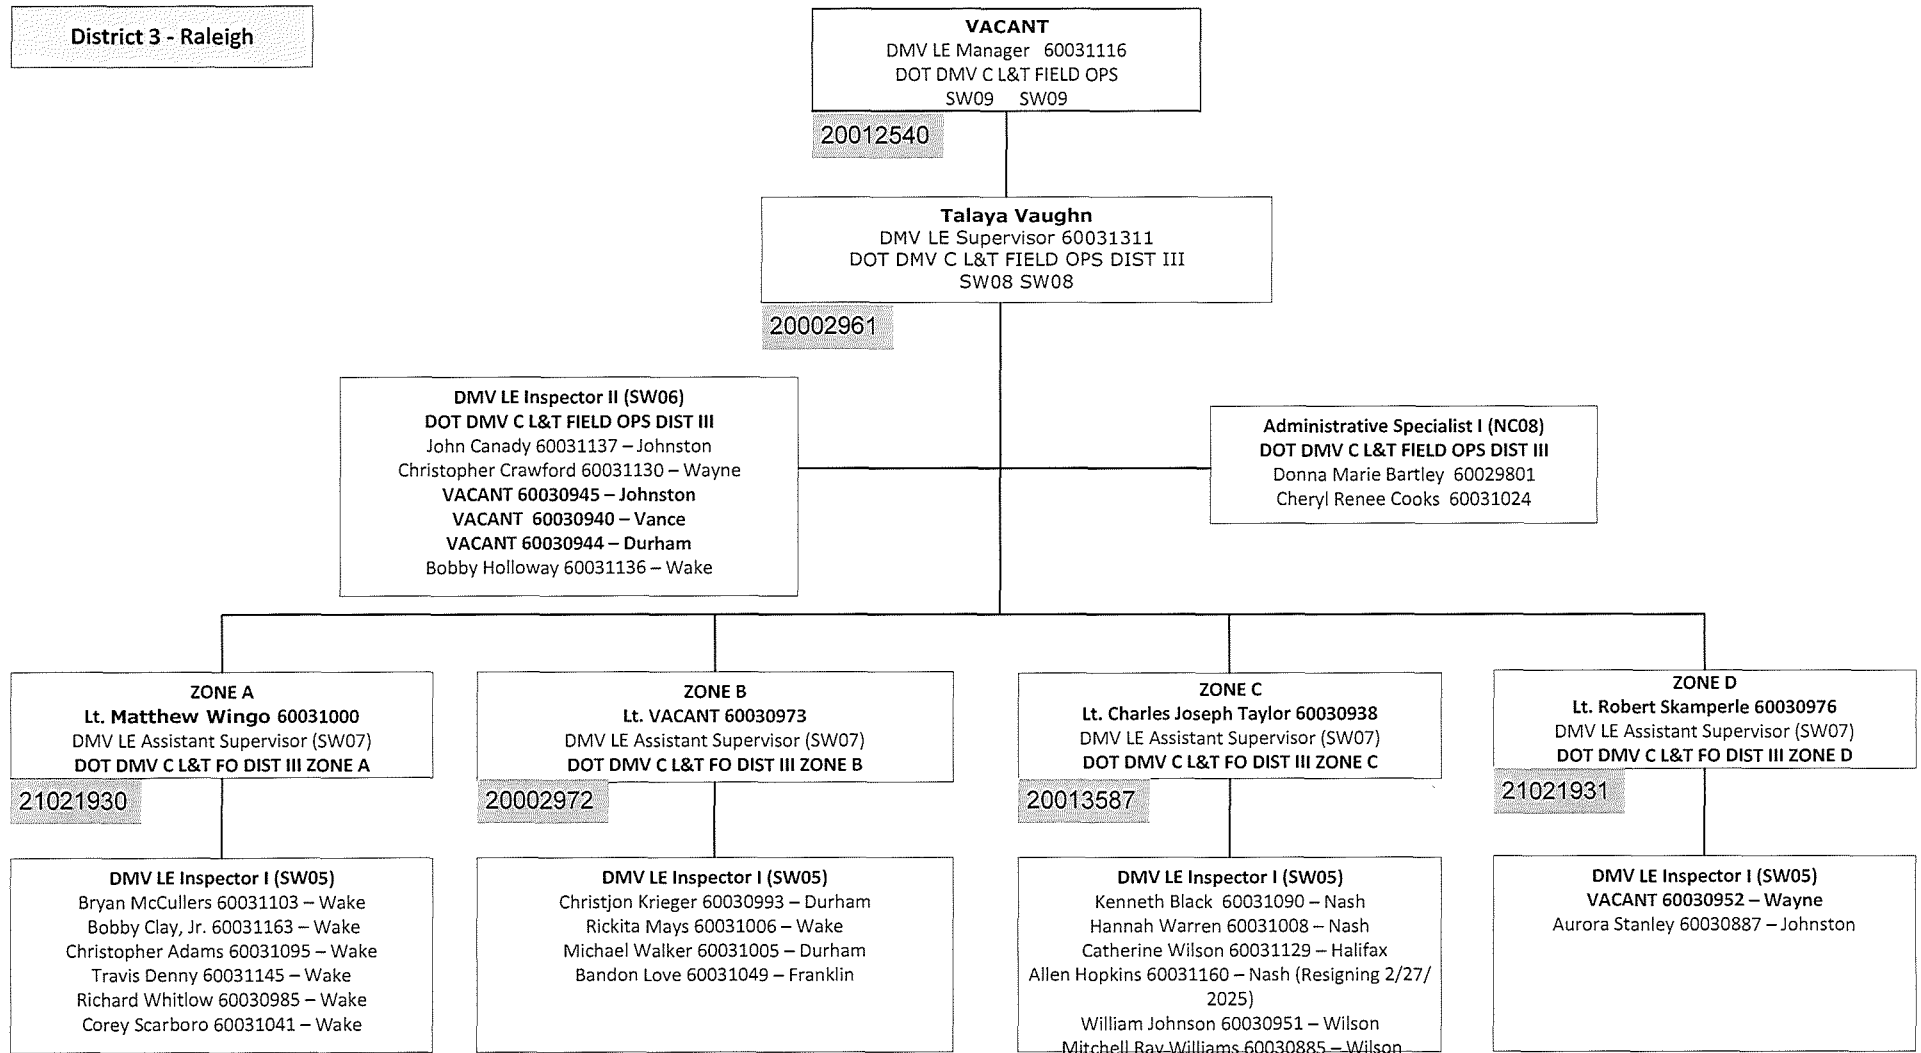 District 3 - Raleigh
VACANT
DMV LE Manager 60031116
DOT DMV C L&T FIELD OPS
SW09 SW09
20012540
Talaya Vaughn
DMV LE Supervisor 60031311
DOT DMV C L&T FIELD OPS DIST III
SW08 SW08
20002961
DMV LE Inspector II (SW06)
DOT DMV C L&T FIELD OPS DIST III
John Canady 60031137 – Johnston
Christopher Crawford 60031130 – Wayne
VACANT 60030945 – Johnston
VACANT 60030940 – Vance
VACANT 60030944 – Durham
Bobby Holloway 60031136 – Wake
Administrative Specialist I (NC08)
DOT DMV C L&T FIELD OPS DIST III
Donna Marie Bartley 60029801
Cheryl Renee Cooks 60031024
ZONE A
Lt. Matthew Wingo 60031000
DMV LE Assistant Supervisor (SW07)
DOT DMV C L&T FO DIST III ZONE A
21021930
DMV LE Inspector I (SW05)
Bryan McCullers 60031103 – Wake
Bobby Clay, Jr. 60031163 – Wake
Christopher Adams 60031095 – Wake
Travis Denny 60031145 – Wake
Richard Whitlow 60030985 – Wake
Corey Scarboro 60031041 – Wake
ZONE B
Lt. VACANT 60030973
DMV LE Assistant Supervisor (SW07)
DOT DMV C L&T FO DIST III ZONE B
20002972
DMV LE Inspector I (SW05)
Christjon Krieger 60030993 – Durham
Rickita Mays 60031006 – Wake
Michael Walker 60031005 – Durham
Bandon Love 60031049 – Franklin
ZONE C
Lt. Charles Joseph Taylor 60030938
DMV LE Assistant Supervisor (SW07)
DOT DMV C L&T FO DIST III ZONE C
20013587
DMV LE Inspector I (SW05)
Kenneth Black 60031090 – Nash
Hannah Warren 60031008 – Nash
Catherine Wilson 60031129 – Halifax
Allen Hopkins 60031160 – Nash (Resigning 2/27/
2025)
William Johnson 60030951 – Wilson
Mitchell Ray Williams 60030885 – Wilson
ZONE D
Lt. Robert Skamperle 60030976
DMV LE Assistant Supervisor (SW07)
DOT DMV C L&T FO DIST III ZONE D
21021931
DMV LE Inspector I (SW05)
VACANT 60030952 – Wayne
Aurora Stanley 60030887 – Johnston